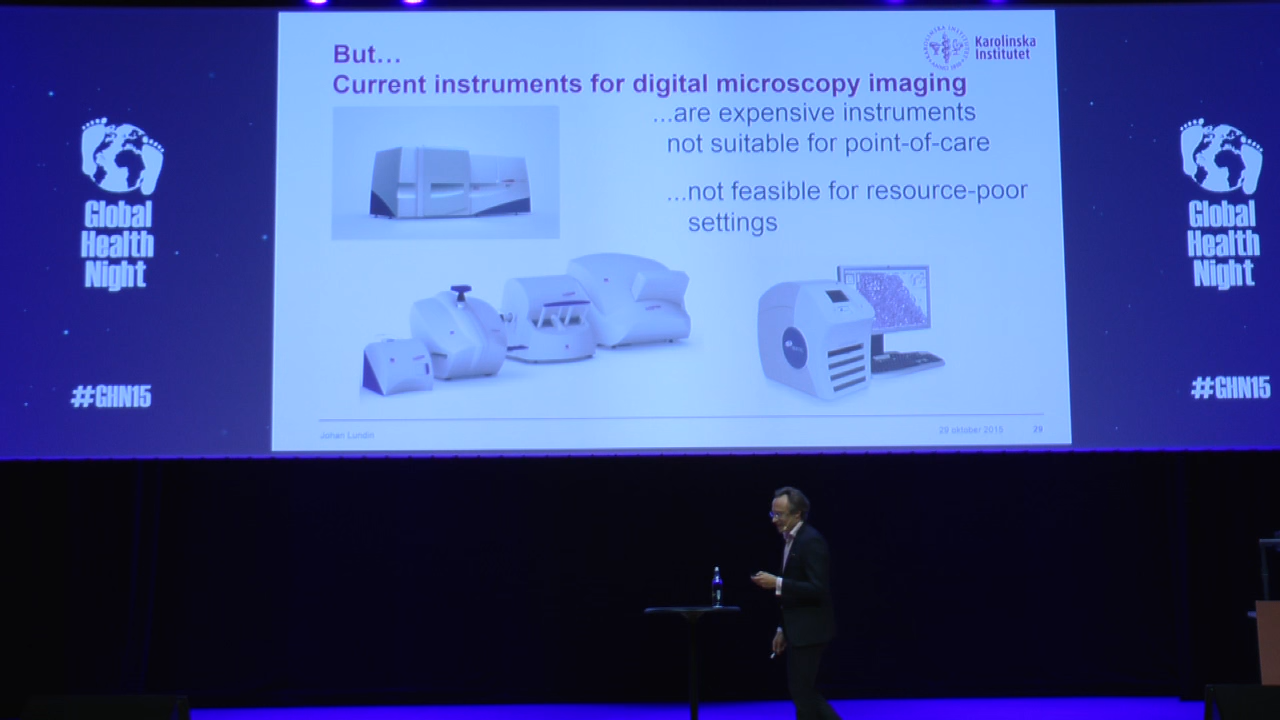 But...
Karolinska
Institutet
Current instruments for digital microscopy imaging
...are expensive instruments
not suitable for point-of-care
...not feasible for resource-poor
settings
Johan Lundin
29 oktober 2015
29
Global
Health
Night
#GHN15
Global
Health
Night
#GHN15